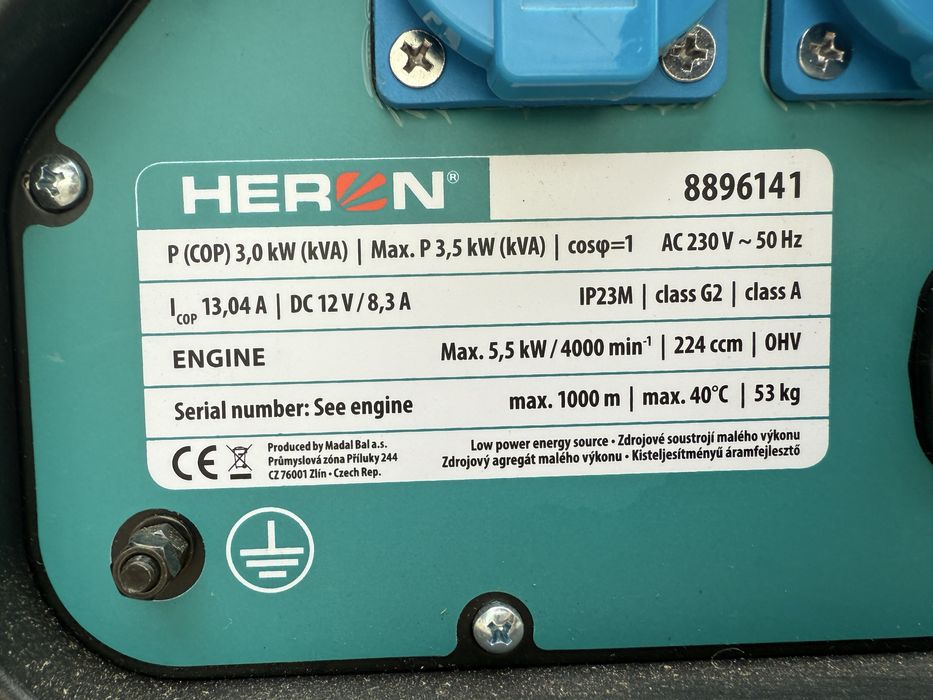 HERON® 8896141
P (COP) 3,0 kW (kVA) | Max. P 3,5 kW (kVA) | cosφ=1 AC 230 V ~ 50 Hz
I COP 13,04 A | DC 12 V / 8,3 A IP23M | class G2 | class A
ENGINE Max. 5,5 kW / 4000 min⁻¹ | 224 ccm | OHV
Serial number: See engine max. 1000 m | max. 40°C | 53 kg
CE
Produced by Madal Bal a.s.
Průmyslová zóna Příluky 244
CZ 76001 Zlín • Czech Rep.
Low power energy source • Zdrojové soustrojí malého výkonu
Zdrojový agregát malého výkonu • Kisteljesítményű áramfejlesztő